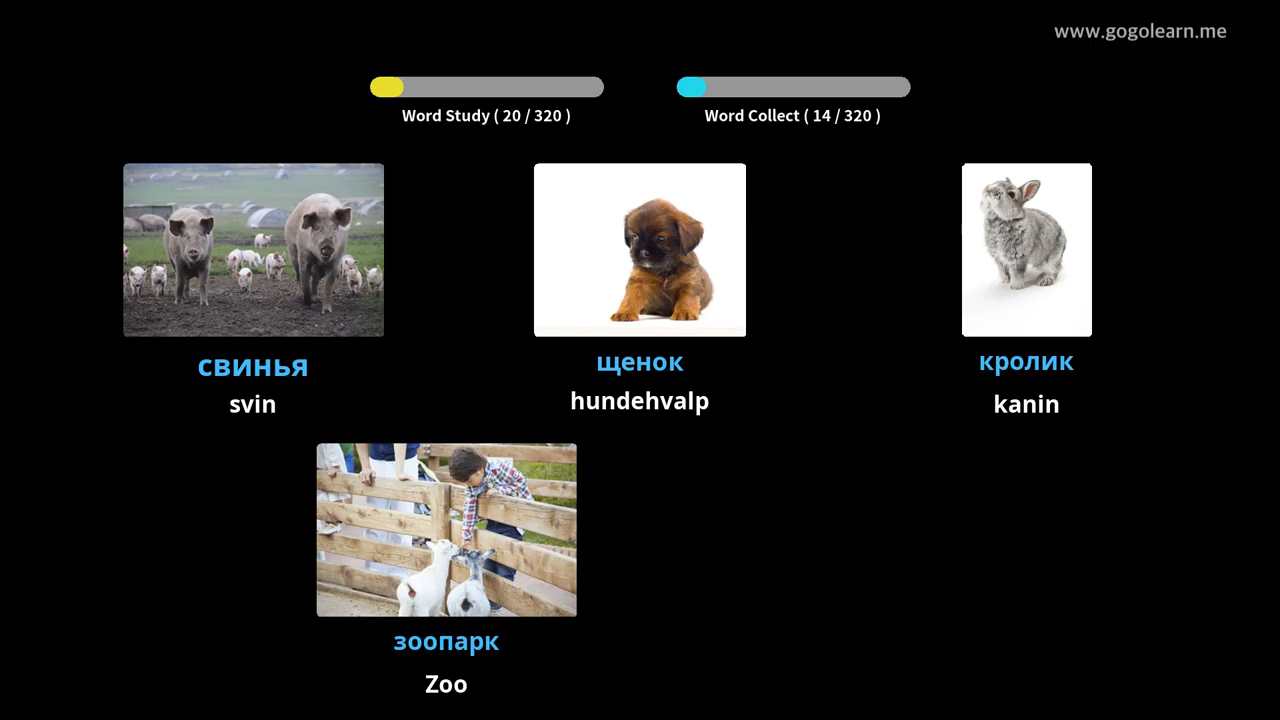 www.gogolearn.me
Word Study ( 20 / 320 )
Word Collect ( 14 / 320 )
свинья
svin
щенок
hundehvalp
кролик
kanin
зоопарк
Zoo